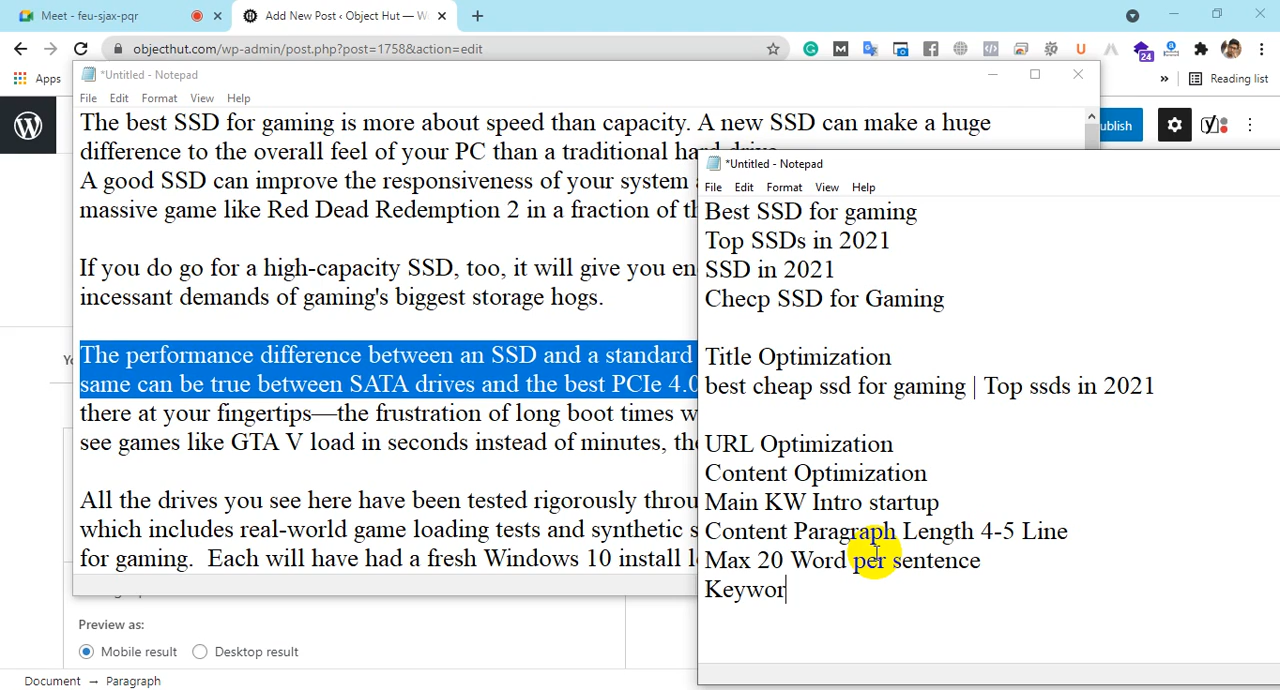 Meet - feu-sjax-pqr
Add New Post ‹ Object Hut — W
objecthut.com/wp-admin/post.php?post=1758&action=edit
24
Apps
»
Reading list
*Untitled - Notepad
File Edit Format View Help
The best SSD for gaming is more about speed than capacity. A new SSD can make a huge
difference to the overall feel of your PC than a traditional hard drive.
A good SSD can improve the responsiveness of your system
massive game like Red Dead Redemption 2 in a fraction of
If you do go for a high-capacity SSD, too, it will give you
incessant demands of gaming's biggest storage hogs.
The performance difference between an SSD and a standard
same can be true between SATA drives and the best PCIe 4.0
there at your fingertips—the frustration of long boot times
see games like GTA V load in seconds instead of minutes,
All the drives you see here have been tested rigorously
which includes real-world game loading tests and synthetic
for gaming.  Each will have had a fresh Windows 10 install
ublish
*Untitled - Notepad
File Edit Format View Help
Best SSD for gaming
Top SSDs in 2021
SSD in 2021
Checp SSD for Gaming
Title Optimization
best cheap ssd for gaming | Top ssds in 2021
URL Optimization
Content Optimization
Main KW Intro startup
Content Paragraph Length 4-5 Line
Max 20 Word per sentence
Keywor
Preview as:
Mobile result Desktop result
Document → Paragraph